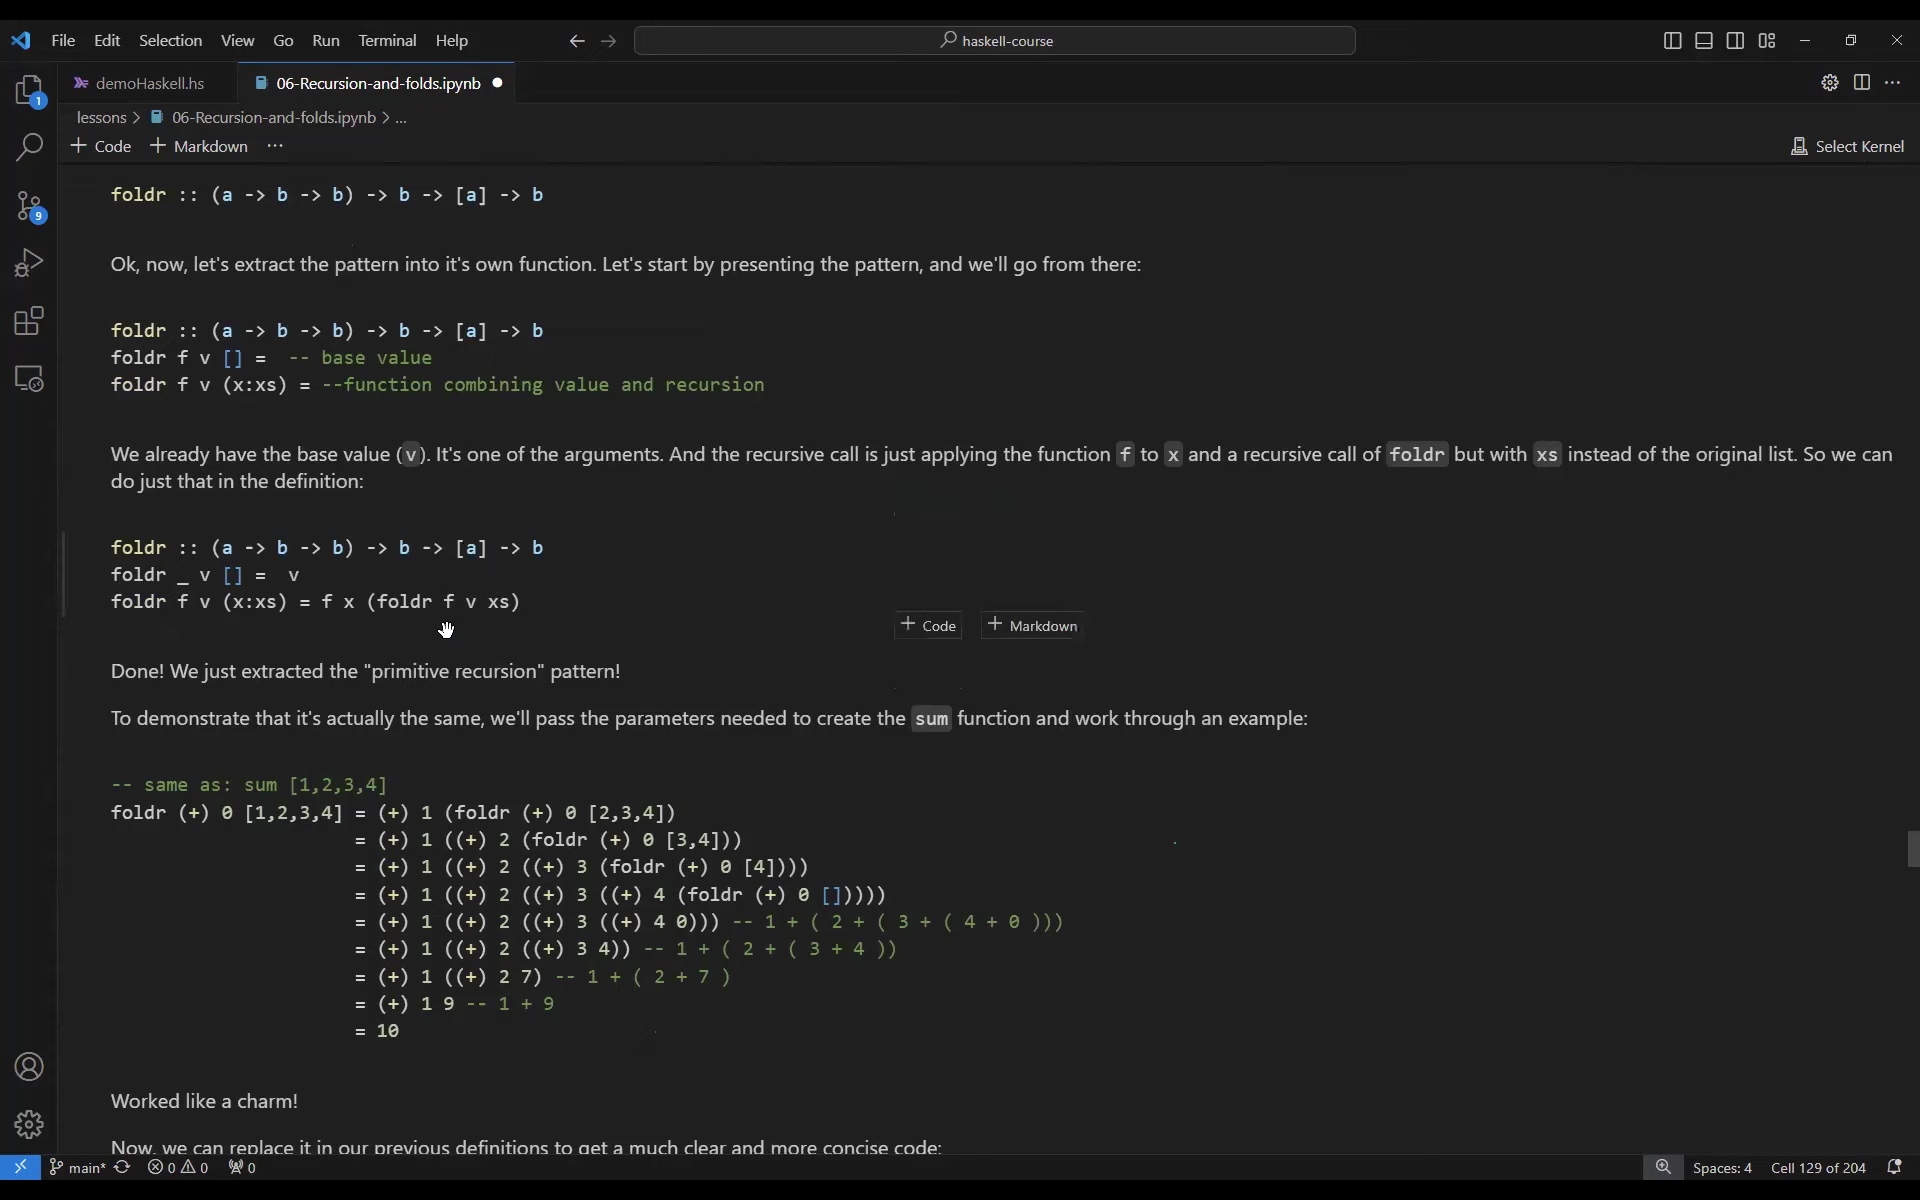 File Edit Selection View Go Run Terminal Help haskell-course
demoHaskell.hs 06-Recursion-and-folds.ipynb
1
lessons > 06-Recursion-and-folds.ipynb > ...
+ Code + Markdown ... Select Kernel
foldr :: (a -> b -> b) -> b -> [a] -> b
9
Ok, now, let's extract the pattern into it's own function. Let's start by presenting the pattern, and we'll go from there:
foldr :: (a -> b -> b) -> b -> [a] -> b
foldr f v [] =  -- base value
foldr f v (x:xs) = --function combining value and recursion
We already have the base value (v). It's one of the arguments. And the recursive call is just applying the function f to x and a recursive call of foldr but with xs instead of the original list. So we can
do just that in the definition:
foldr :: (a -> b -> b) -> b -> [a] -> b
foldr _ v [] =  v
foldr f v (x:xs) = f x (foldr f v xs)
+ Code + Markdown
Done! We just extracted the "primitive recursion" pattern!
To demonstrate that it's actually the same, we'll pass the parameters needed to create the sum function and work through an example:
-- same as: sum [1,2,3,4]
foldr (+) 0 [1,2,3,4] = (+) 1 (foldr (+) 0 [2,3,4])
= (+) 1 ((+) 2 (foldr (+) 0 [3,4]))
= (+) 1 ((+) 2 ((+) 3 (foldr (+) 0 [4])))
= (+) 1 ((+) 2 ((+) 3 ((+) 4 (foldr (+) 0 []))))
= (+) 1 ((+) 2 ((+) 3 ((+) 4 0))) -- 1 + ( 2 + ( 3 + ( 4 + 0 )))
= (+) 1 ((+) 2 ((+) 3 4)) -- 1 + ( 2 + ( 3 + 4 ))
= (+) 1 ((+) 2 7) -- 1 + ( 2 + 7 )
= (+) 1 9 -- 1 + 9
= 10
Worked like a charm!
Now, we can replace it in our previous definitions to get a much clear and more concise code:
main* 0 0 0 Spaces: 4 Cell 129 of 204